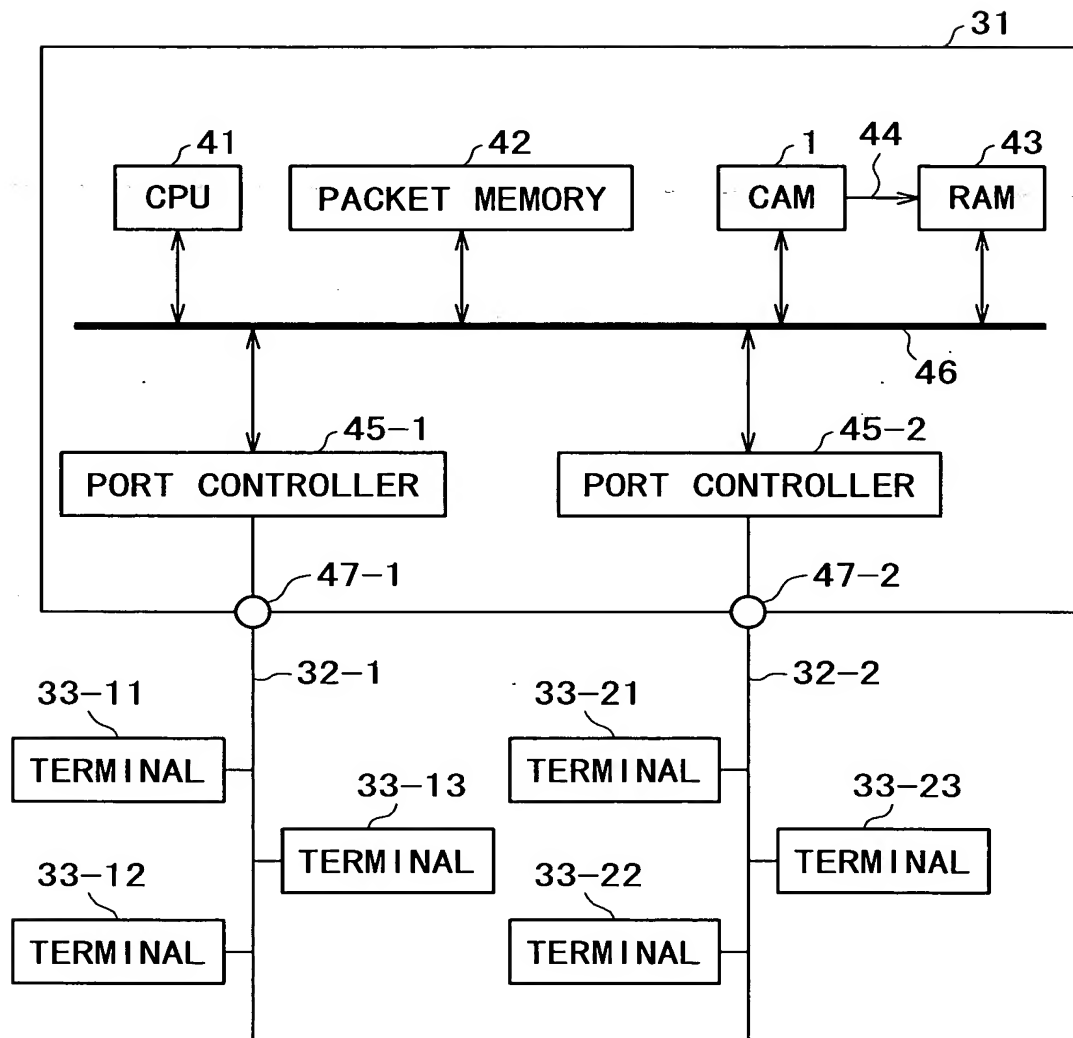 31
41 42 1 44 43
CPU PACKET MEMORY CAM RAM
46
45-1 45-2
PORT CONTROLLER PORT CONTROLLER
47-1 47-2
32-1 32-2
33-11 33-21
TERMINAL TERMINAL
33-13 33-23
TERMINAL TERMINAL
33-12 33-22
TERMINAL TERMINAL